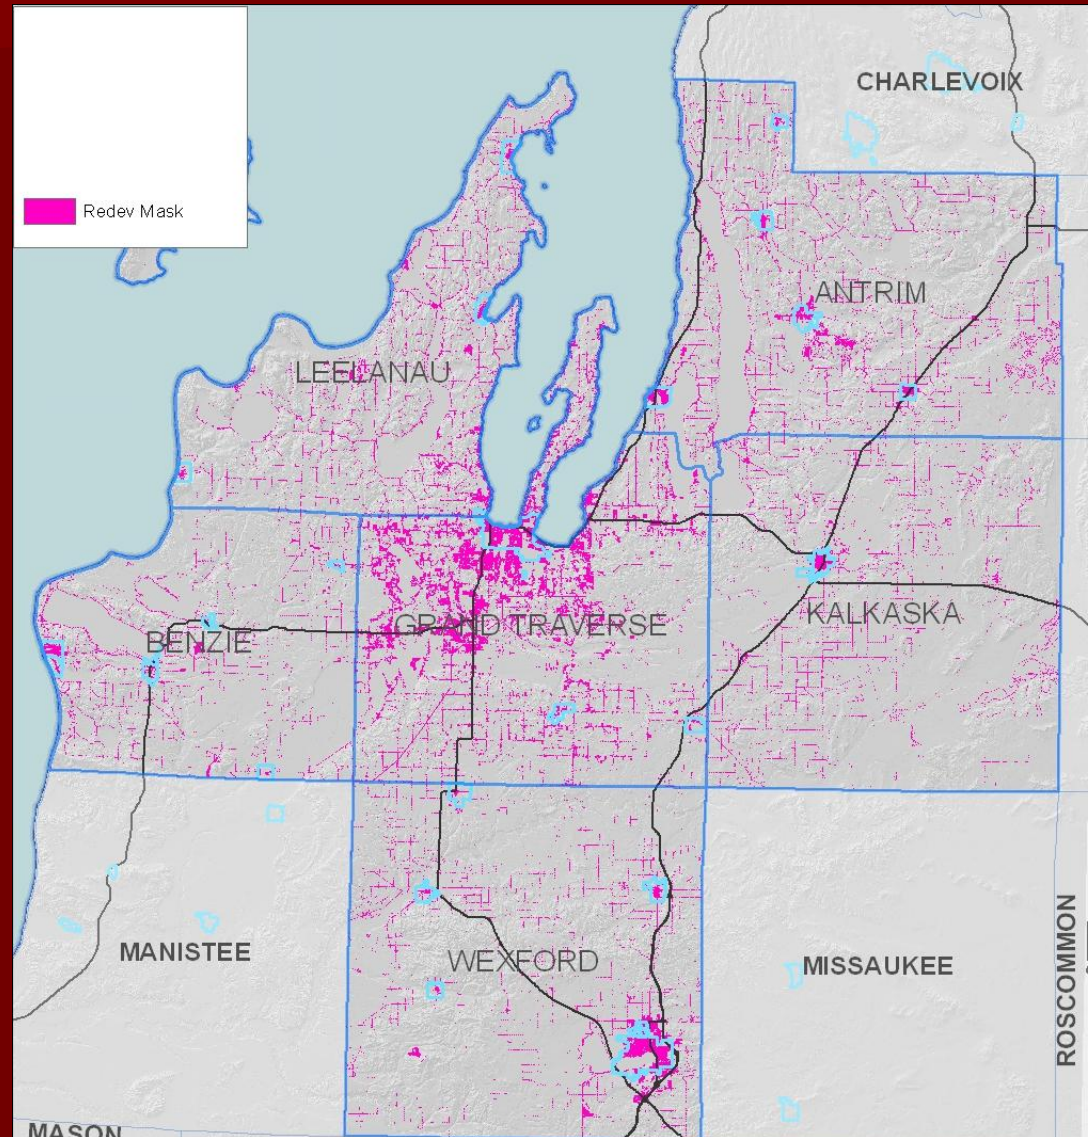 Redev Mask
CHARLEVOIX
ANTRIM
LEELANAU
GRAND TRAVERSE
KALKASKA
BENZIE
MANISTEE
WEXFORD
MISSAUKEE
ROSCOMMON
MASON